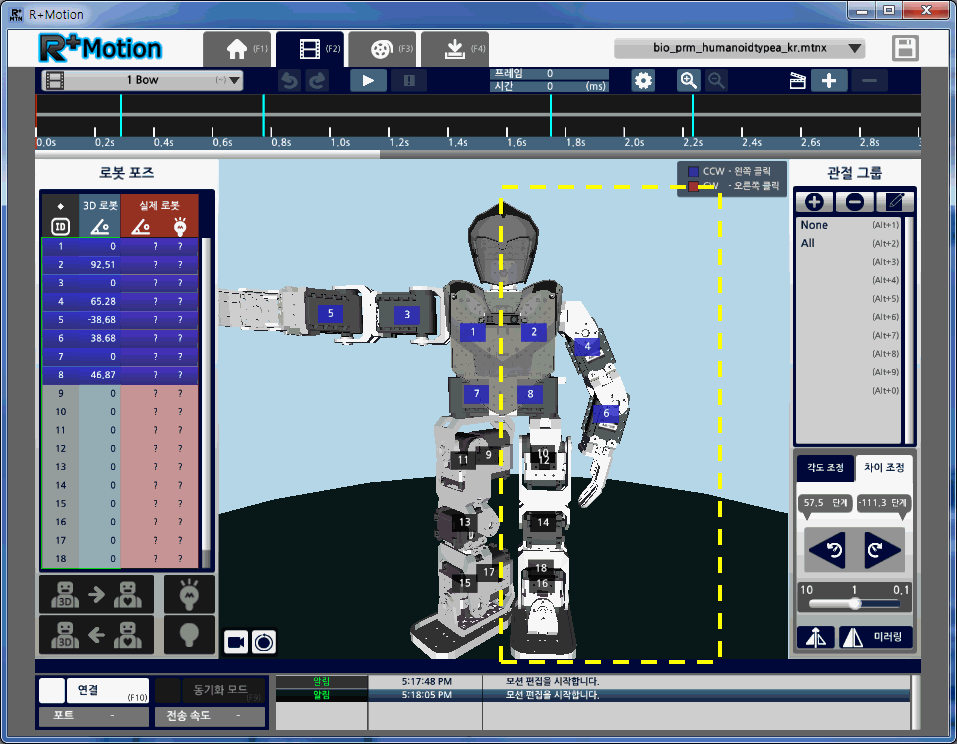 R+Motion
R+Motion
(F1)
(F2)
(F3)
(F4)
bio_prm_humanoidtypea_kr.mtnx
1 Bow
(~)
프레임 0
시간 0 (ms)
0.0s 0.2s 0.4s 0.6s 0.8s 1.0s 1.2s 1.4s 1.6s 1.8s 2.2s 2.4s 2.6s 2.8s
로봇 포즈
3D 로봇 실제 로봇
ID
1 0 ? ?
2 92.51 ? ?
3 0 ? ?
4 65.28 ? ?
5 -38.68 ? ?
6 38.68 ? ?
7 0 ? ?
8 46.87 ? ?
9 0 ? ?
10 0 ? ?
11 0 ? ?
12 0 ? ?
13 0 ? ?
14 0 ? ?
15 0 ? ?
16 0 ? ?
17 0 ? ?
18 0 ? ?
3D
3D
CCW - 왼쪽 클릭
CW - 오른쪽 클릭
5
3
1
2
4
7
8
6
11
9
10
12
13
14
15
17
18
16
관절 그룹
None (Alt+1)
All (Alt+2)
(Alt+3)
(Alt+4)
(Alt+5)
(Alt+6)
(Alt+7)
(Alt+8)
(Alt+9)
(Alt+0)
각도 조정 차이 조정
57.5 단계 -111.3 단계
10 1 0.1
미러링
연결 (F10)
동기화 모드 (F9)
포트 -
전송 속도 -
알림 5:17:48 PM 모션 편집을 시작합니다.
알림 5:18:05 PM 모션 편집을 시작합니다.